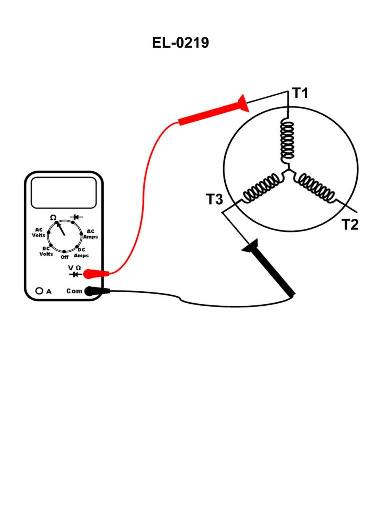 EL-0219
T1
T3
T2
Ω
AC
Volts
AC
Amps
DC
Volts
DC
Amps
Off
V Ω
A
Com